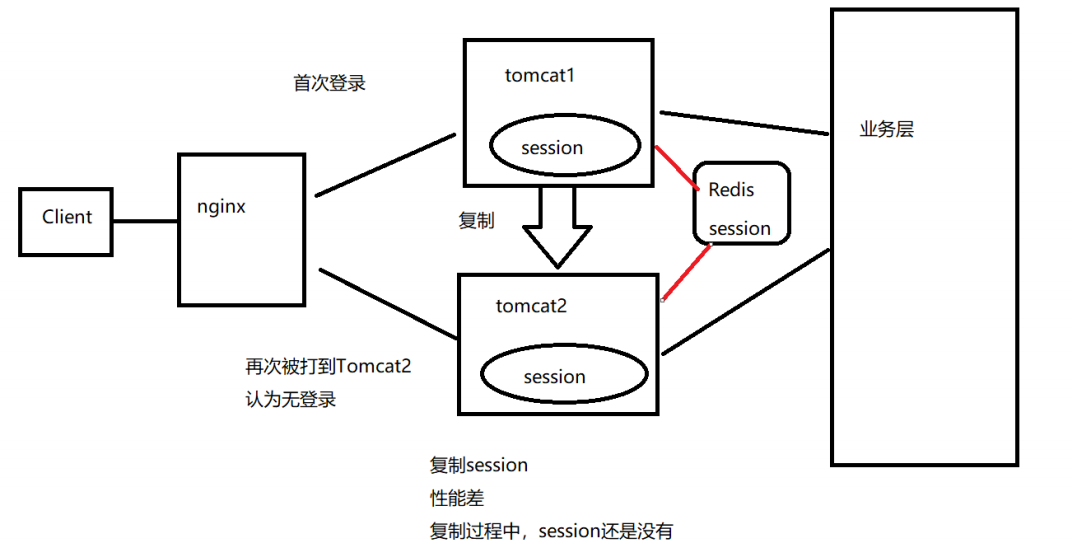 首次登录
tomcat1
session
业务层
Client
nginx
Redis
session
复制
tomcat2
session
再次被打到Tomcat2
认为无登录
复制session
性能差
复制过程中，session还是没有